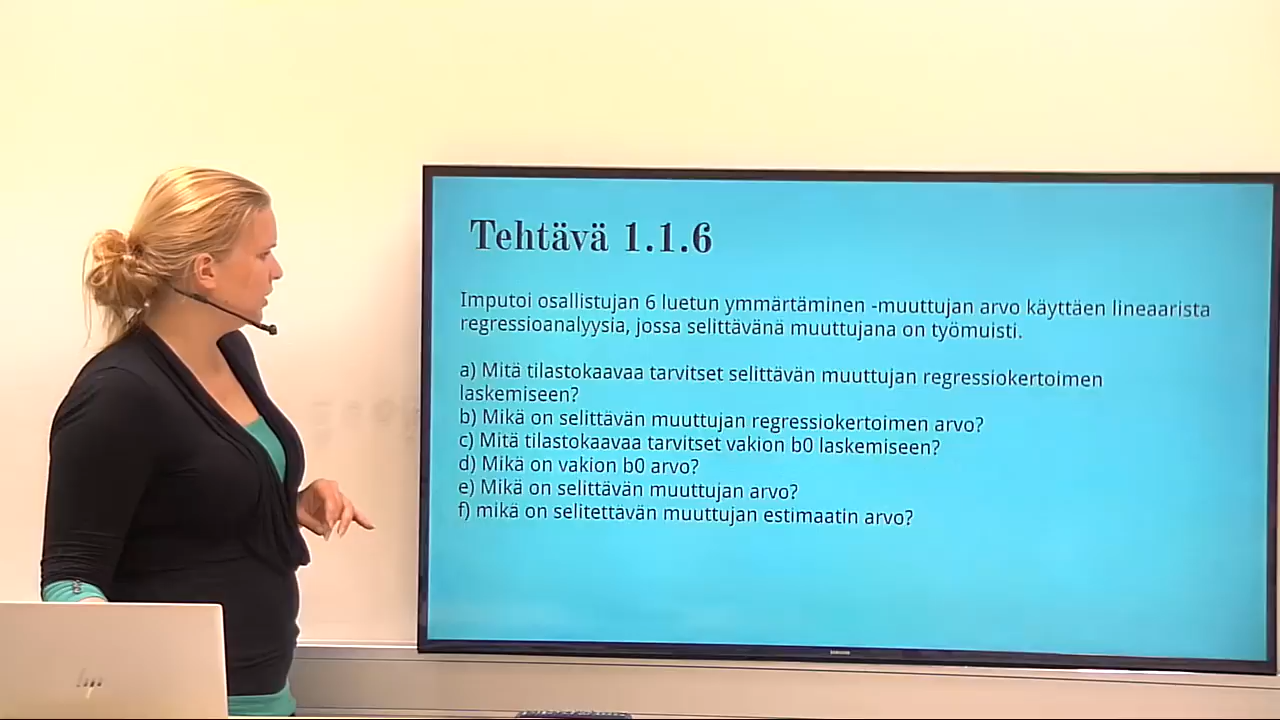 Tehtävä 1.1.6
Imputoi osallistujan 6 luetun ymmärtäminen -muuttujan arvo käyttäen lineaarista
regressioanalyysia, jossa selittävänä muuttujana on työmuisti.
a) Mitä tilastokaavaa tarvitset selittävän muuttujan regressiokertoimen
laskemiseen?
b) Mikä on selittävän muuttujan regressiokertoimen arvo?
c) Mitä tilastokaavaa tarvitset vakion b0 laskemiseen?
d) Mikä on vakion b0 arvo?
e) Mikä on selittävän muuttujan arvo?
f) mikä on selitettävän muuttujan estimaatin arvo?
SAMSUNG
hp